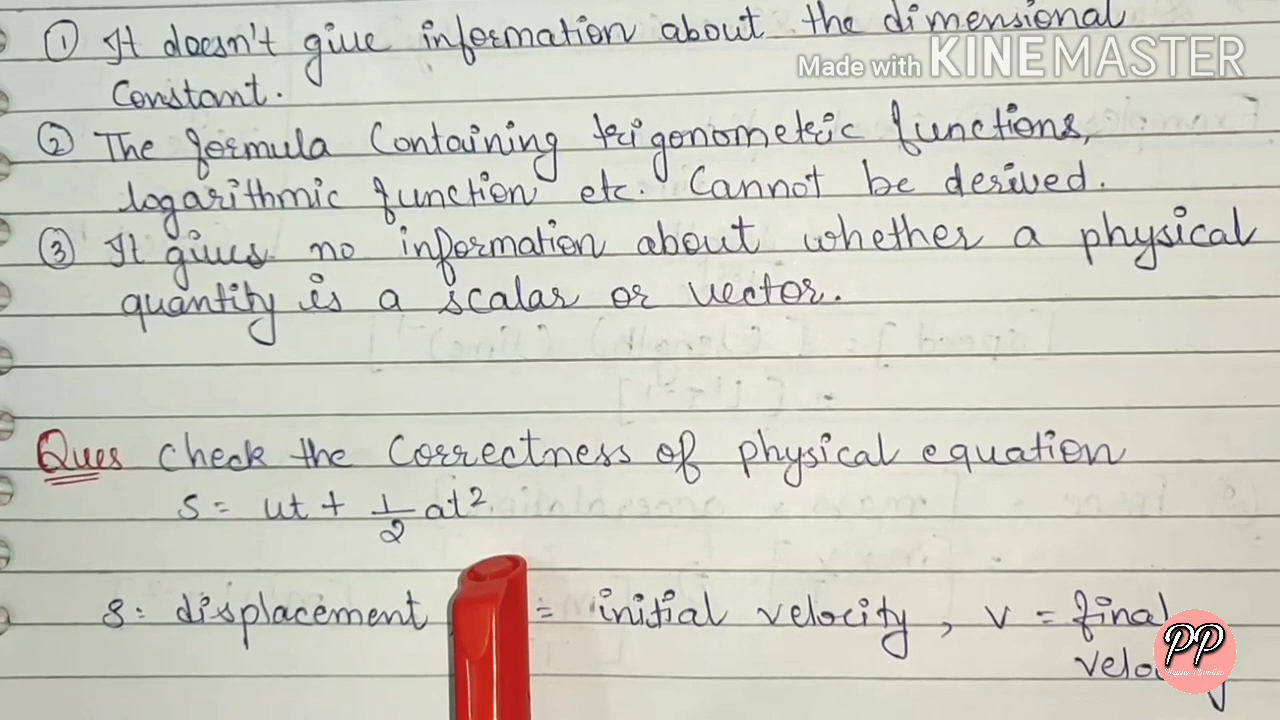 ① It doesn't give information about the dimensional
Made with KINEMASTER
Constant.
② The formula Containing trigonometric functions,
logarithmic function etc. Cannot be derived.
③ It gives no information about whether a physical
quantity is a scalar or vector.
Ques Check the Correctness of physical equation
s = ut + 1/2 at²
s = displacement = initial velocity, v = final
PP